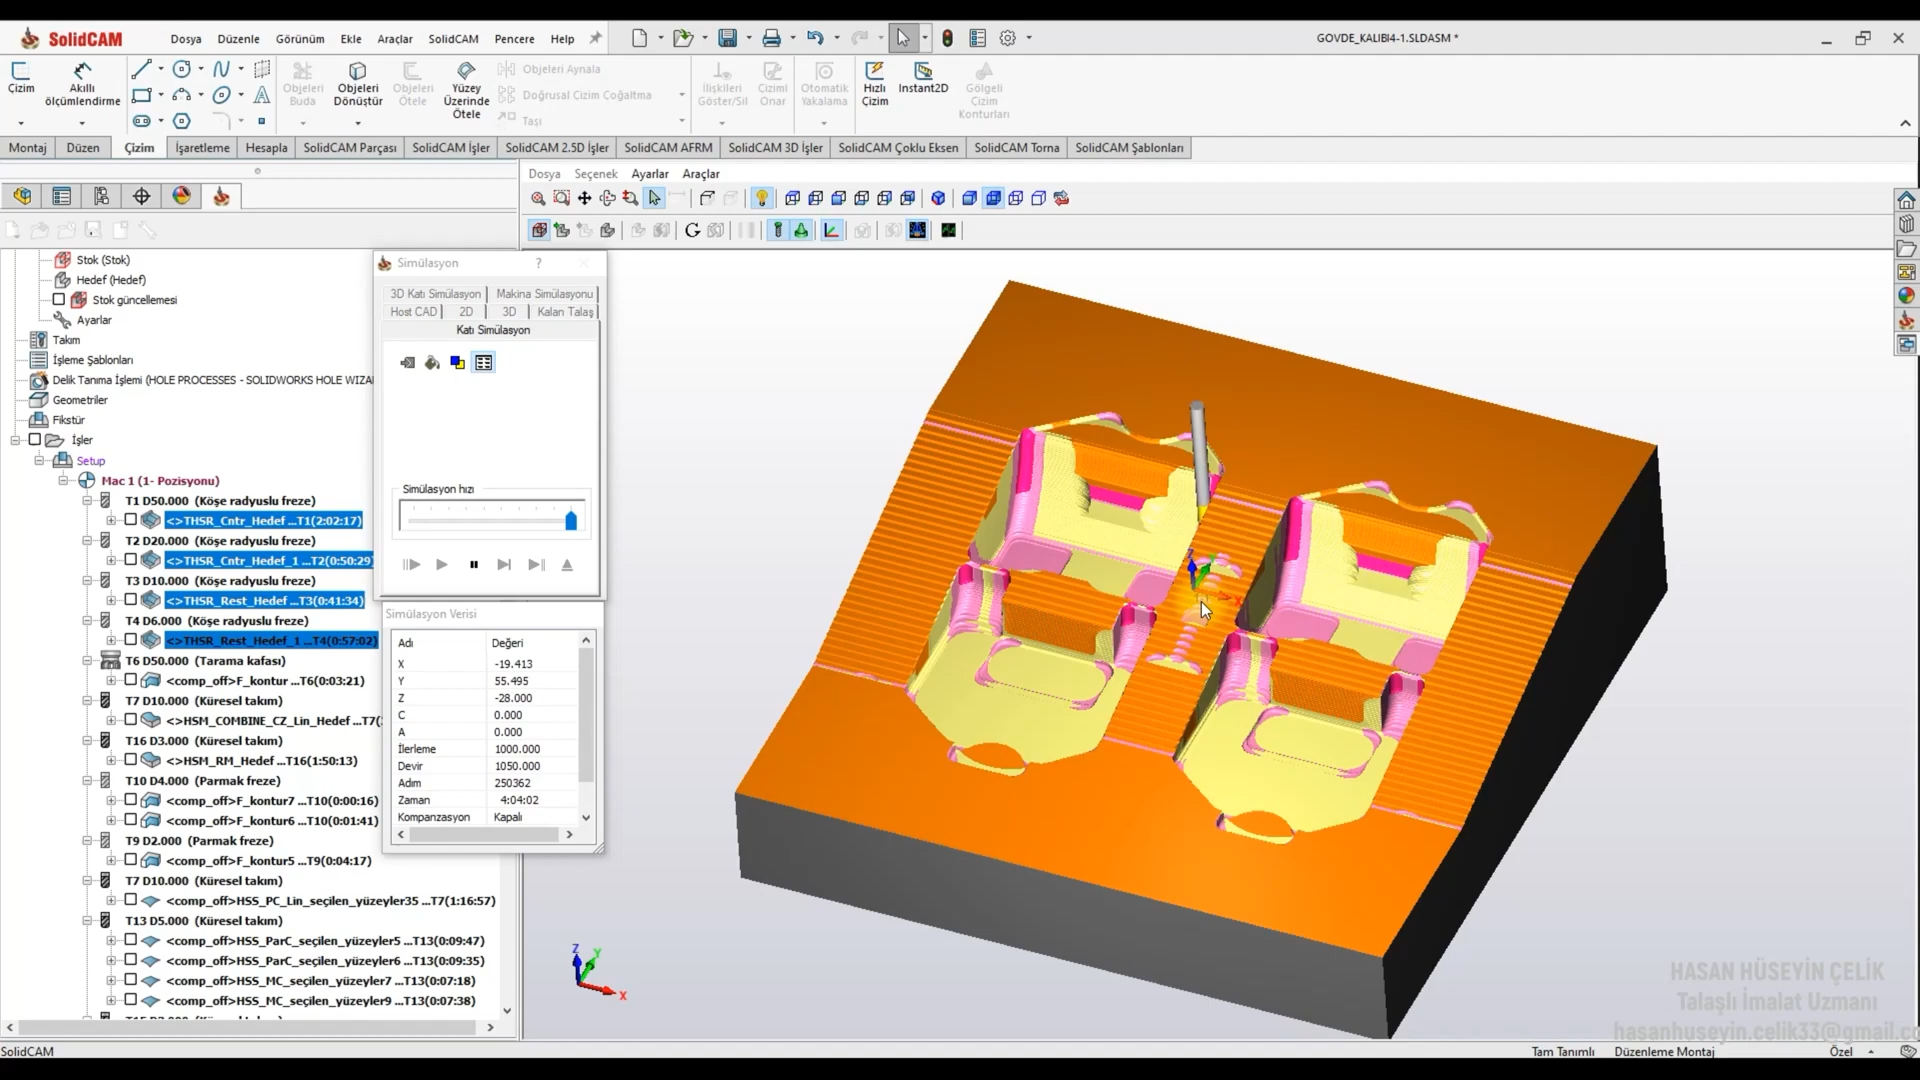 SolidCAM
Dosya Düzenle Görünüm Ekle Araçlar SolidCAM Pencere Help
GOVDE_KALIBI4-1.SLDASM *
Çizim
Akıllı ölçümlendirme
Objeleri Buda
Objeleri Dönüştür
Objeleri Ötele
Yüzey Üzerinde Ötele
Objeleri Aynala
Doğrusal Çizim Çoğaltma
Taşı
İlişkileri Göster/Sil
Çizimi Onar
Otomatik Yakalama
Hızlı Çizim
Instant2D
Gölgeli Çizim Konturları
Montaj Düzen Çizim İşaretleme Hesapla SolidCAM Parçası SolidCAM İşler SolidCAM 2.5D İşler SolidCAM AFRM SolidCAM 3D İşler SolidCAM Çoklu Eksen SolidCAM Torna SolidCAM Şablonları
Dosya Seçenek Ayarlar Araçlar
Stok (Stok)
Hedef (Hedef)
Stok güncellemesi
Ayarlar
Takım
İşleme Şablonları
Delik Tanıma İşlemi (HOLE PROCESSES - SOLIDWORKS HOLE WIZA
Geometriler
Fikstür
İşler
Setup
Mac 1 (1- Pozisyonu)
T1 D50.000 (Köşe radyuslu freze)
<>THSR_Cntr_Hedef ...T1(2:02:17)
T2 D20.000 (Köşe radyuslu freze)
<>THSR_Cntr_Hedef_1 ...T2(0:50:29)
T3 D10.000 (Köşe radyuslu freze)
<>THSR_Rest_Hedef ...T3(0:41:34)
T4 D6.000 (Köşe radyuslu freze)
<>THSR_Rest_Hedef_1 ...T4(0:57:02)
T6 D50.000 (Tarama kafası)
<comp_off>F_kontur ...T6(0:03:21)
T7 D10.000 (Küresel takım)
<>HSM_COMBINE_CZ_Lin_Hedef ...T7(
T16 D3.000 (Küresel takım)
<>HSM_RM_Hedef ...T16(1:50:13)
T10 D4.000 (Parmak freze)
<comp_off>F_kontur7 ...T10(0:00:16)
<comp_off>F_kontur6 ...T10(0:01:41)
T9 D2.000 (Parmak freze)
<comp_off>F_kontur5 ...T9(0:04:17)
T7 D10.000 (Küresel takım)
<comp_off>HSS_PC_Lin_seçilen_yüzeyler35 ...T7(1:16:57)
T13 D5.000 (Küresel takım)
<comp_off>HSS_ParC_seçilen_yüzeyler5 ...T13(0:09:47)
<comp_off>HSS_ParC_seçilen_yüzeyler6 ...T13(0:09:35)
<comp_off>HSS_MC_seçilen_yüzeyler7 ...T13(0:07:18)
<comp_off>HSS_MC_seçilen_yüzeyler9 ...T13(0:07:38)
Simülasyon ?
3D Katı Simülasyon Makina Simülasyonu
Host CAD 2D 3D Kalan Talaş
Katı Simülasyon
Simülasyon hızı
Simülasyon Verisi
Adı Değeri
X -19.413
Y 55.495
Z -28.000
C 0.000
A 0.000
İlerleme 1000.000
Devir 1050.000
Adım 250362
Zaman 4:04:02
Kompanzasyon Kapalı
Z
Y
X
HASAN HÜSEYİN ÇELİK
Talaşlı İmalat Uzmanı
hasanhuseyin.celik33@gmail.co
SolidCAM
Tam Tanımlı Düzenleme Montaj Özel